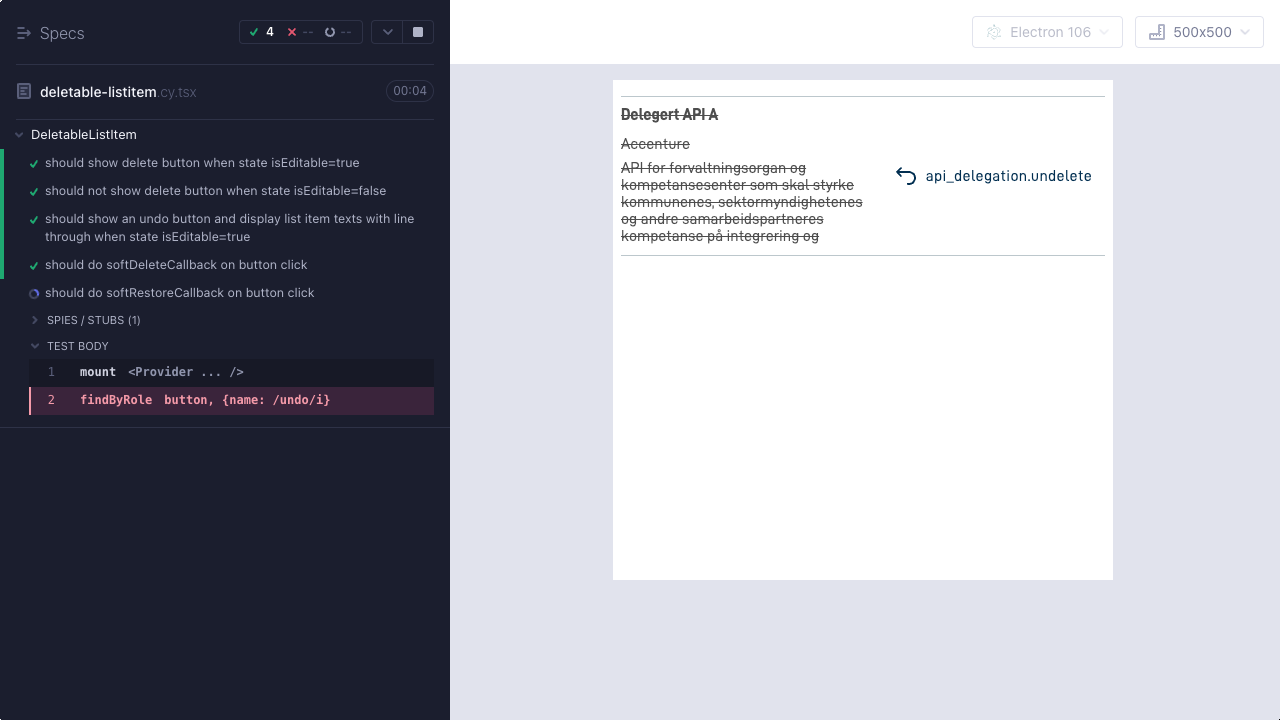 Specs
4
--
--
Electron 106
500x500
deletable-listitem.cy.tsx
00:04
DeletableListItem
should show delete button when state isEditable=true
should not show delete button when state isEditable=false
should show an undo button and display list item texts with line
through when state isEditable=true
should do softDeleteCallback on button click
should do softRestoreCallback on button click
SPIES / STUBS (1)
TEST BODY
1 mount <Provider ... />
2 findByRole button, {name: /undo/i}
Delegert API A
Accenture
API for forvaltningsorgan og
kompetansesenter som skal styrke
kommunenes, sektormyndighetenes
og andre samarbeidspartneres
kompetanse på integrering og
api_delegation.undelete